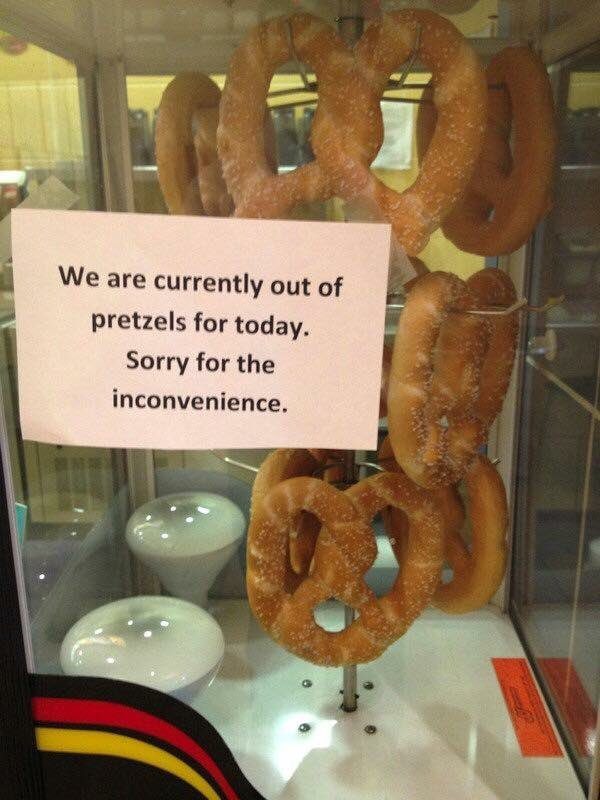 We are currently out of
pretzels for today.
Sorry for the
inconvenience.